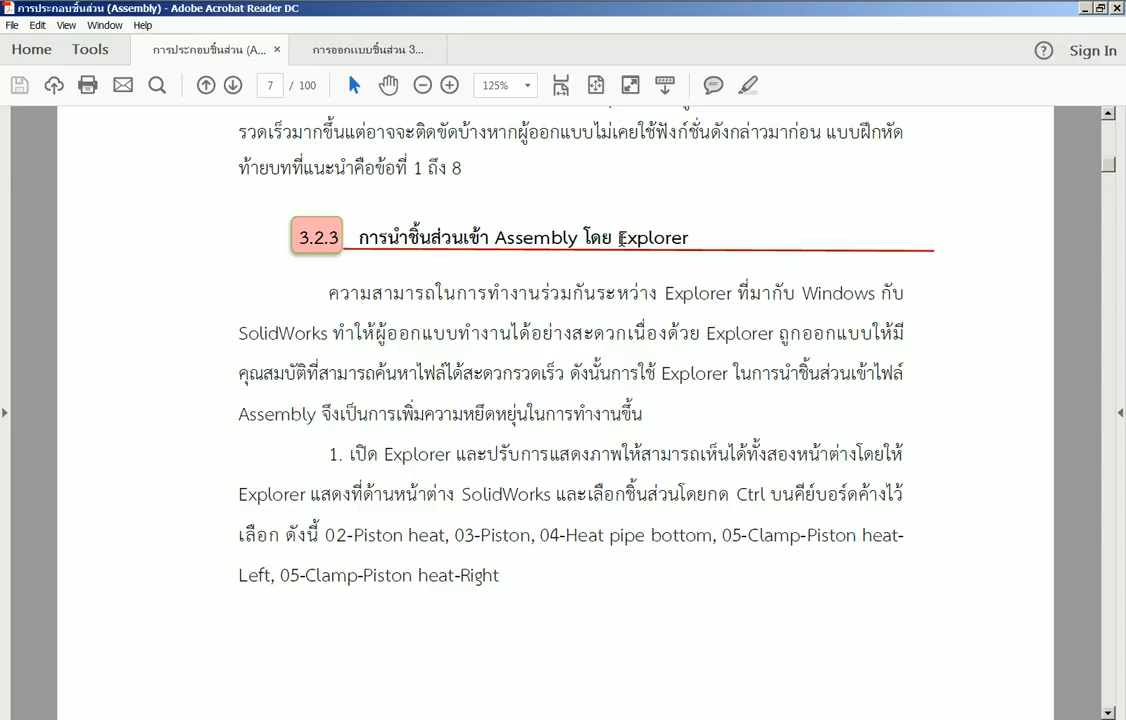 การประกอบชิ้นส่วน (Assembly) - Adobe Acrobat Reader DC
File Edit View Window Help
Home Tools การประกอบชิ้นส่วน (A... × การออกแบบชิ้นส่วน 3... ? Sign In
7 / 100 125%
รวดเร็วมากขึ้นแต่อาจจะติดขัดบ้างหากผู้ออกแบบไม่เคยใช้ฟังก์ชั่นดังกล่าวมาก่อน แบบฝึกหัด
ท้ายบทที่แนะนำคือข้อที่ 1 ถึง 8
3.2.3 การนำชิ้นส่วนเข้า Assembly โดย Explorer
ความสามารถในการทำงานร่วมกันระหว่าง Explorer ที่มากับ Windows กับ
SolidWorks ทำให้ผู้ออกแบบทำงานได้อย่างสะดวกเนื่องด้วย Explorer ถูกออกแบบให้มี
คุณสมบัติที่สามารถค้นหาไฟล์ได้สะดวกรวดเร็ว ดังนั้นการใช้ Explorer ในการนำชิ้นส่วนเข้าไฟล์
Assembly จึงเป็นการเพิ่มความหยึดหยุ่นในการทำงานขึ้น
1. เปิด Explorer และปรับการแสดงภาพให้สามารถเห็นได้ทั้งสองหน้าต่างโดยให้
Explorer แสดงที่ด้านหน้าต่าง SolidWorks และเลือกชิ้นส่วนโดยกด Ctrl บนคีย์บอร์ดค้างไว้
เลือก ดังนี้ 02-Piston heat, 03-Piston, 04-Heat pipe bottom, 05-Clamp-Piston heat-
Left, 05-Clamp-Piston heat-Right